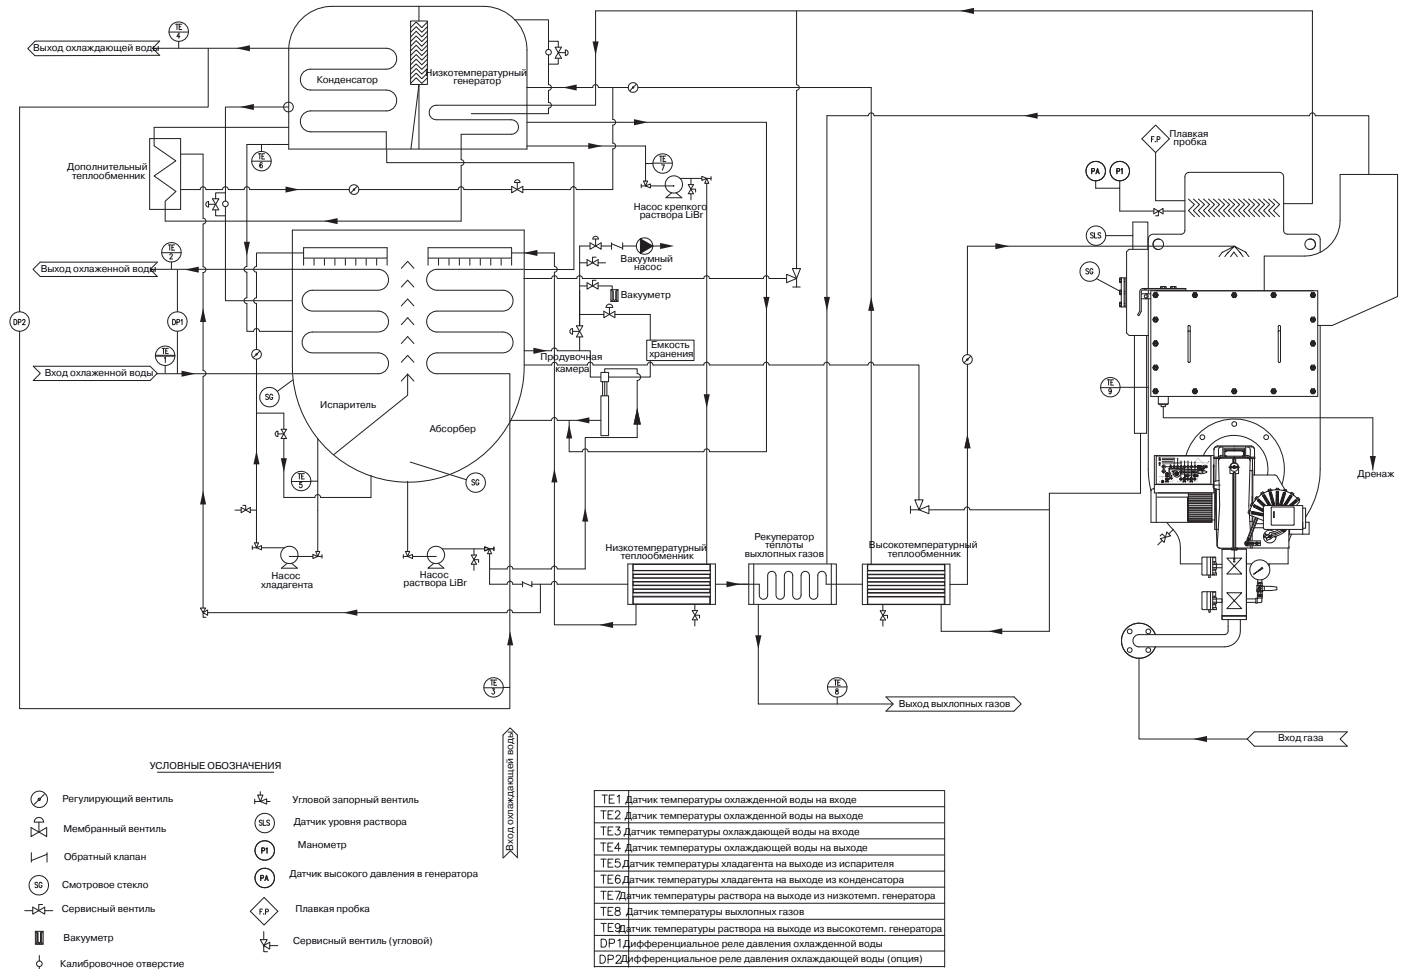 TE
4
Выход охлаждающей воды
Конденсатор
Низкотемпературный
генератор
Дополнительный
теплообменник
TE
6
TE
7
Насос крепкого
раствора LiBr
F.P
Плавкая
пробка
PA
P1
SLS
SG
TE
2
Выход охлаженной воды
DP2
DP1
TE
1
Вход охлаженной воды
Вакуумный
насос
Вакууметр
Емкость
хранения
Продувочная
камера
TE
9
SG
Испаритель
Абсорбер
TE
5
SG
Дренаж
Насос
хладагента
Насос
раствора LiBr
Низкотемпературный
теплообменник
Рекуператор
теплоты
выхлопных газов
Высокотемпературный
теплообменник
TE
3
TE
8
Выход выхлопных газов
Вход газа
Вход охлаждающей воды
УСЛОВНЫЕ ОБОЗНАЧЕНИЯ
Регулирующий вентиль
Мембранный вентиль
Обратный клапан
SG Смотровое стекло
Сервисный вентиль
Вакууметр
Калибровочное отверстие
Угловой запорный вентиль
SLS Датчик уровня раствора
P1 Манометр
PA Датчик высокого давления в генератора
F.P Плавкая пробка
Сервисный вентиль (угловой)
TE1 Датчик температуры охлажденной воды на входе
TE2 Датчик температуры охлажденной воды на выходе
TE3 Датчик температуры охлаждающей воды на входе
TE4 Датчик температуры охлаждающей воды на выходе
TE5 Датчик температуры хладагента на выходе из испарителя
TE6 Датчик температуры хладагента на выходе из конденсатора
TE7 Датчик температуры раствора на выходе из низкотемп. генератора
TE8 Датчик температуры выхлопных газов
TE9 Датчик температуры раствора на выходе из высокотемп. генератора
DP1 Дифференциальное реле давления охлажденной воды
DP2 Дифференциальное реле давления охлаждающей воды (опция)